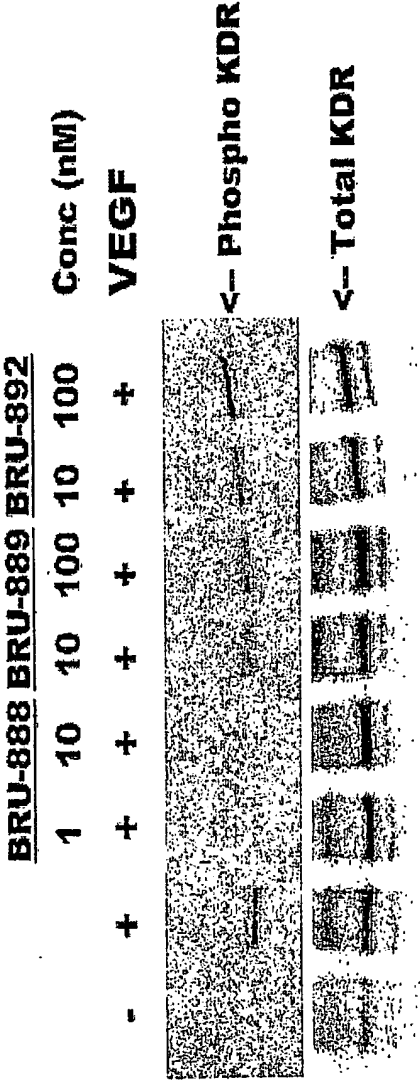 BRU-888 BRU-889 BRU-892
1 10 10 100 10 100 Conc (nM)
- + + + + + + + VEGF
<-- Phospho KDR
<-- Total KDR